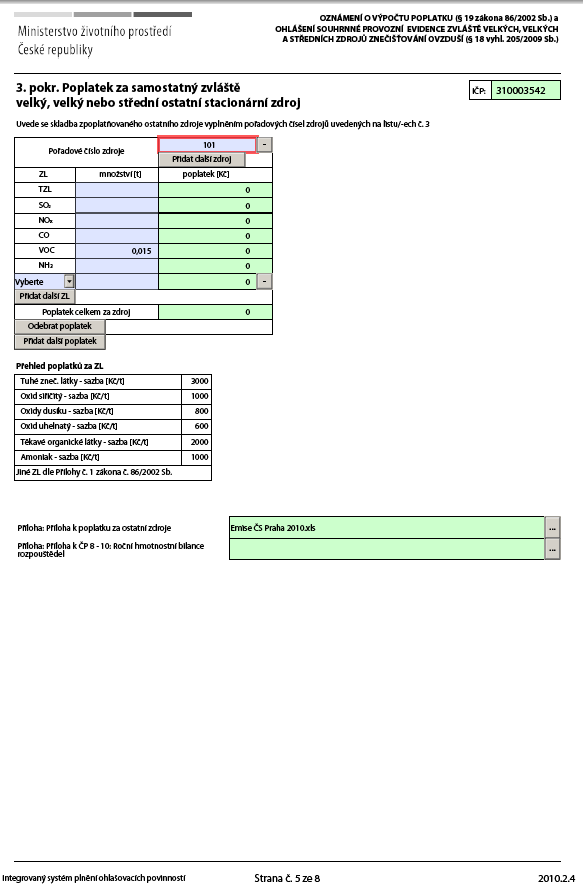 OZNÁMENÍ O VÝPOČTU POPLATKU (§ 19 zákona 86/2002 Sb.) a
OHLÁŠENÍ SOUHRNNÉ PROVOZNÍ EVIDENCE ZVLÁŠTĚ VELKÝCH, VELKÝCH
A STŘEDNÍCH ZDROJŮ ZNEČIŠŤOVÁNÍ OVZDUŠÍ (§ 18 vyhl. 205/2009 Sb.)
Ministerstvo životního prostředí
České republiky
3. pokr. Poplatek za samostatný zvláště
velký, velký nebo střední ostatní stacionární zdroj
IČP: 310003542
Uvede se skladba zpoplatňovaného ostatního zdroje vyplněním pořadových čísel zdrojů uvedených na listu/-ech č. 3
Pořadové číslo zdroje 101 -
Přidat další zdroj
ZL množství [t] poplatek [Kč]
TZL 0
SO₂ 0
NOₓ 0
CO 0
VOC 0,015 0
NH₃ 0
Vyberte 0 -
Přidat další ZL
Poplatek celkem za zdroj 0
Odebrat poplatek
Přidat další poplatek
Přehled poplatků za ZL
Tuhé zneč. látky - sazba [Kč/t] 3000
Oxid siřičitý - sazba [Kč/t] 1000
Oxidy dusíku - sazba [Kč/t] 800
Oxid uhelnatý - sazba [Kč/t] 600
Těkavé organické látky - sazba [Kč/t] 2000
Amoniak - sazba [Kč/t] 1000
Jiné ZL dle Přílohy č. 1 zákona č. 86/2002 Sb.
Příloha: Příloha k poplatku za ostatní zdroje Emise ČS Praha 2010.xls ...
Příloha: Příloha k ČP 8 - 10: Roční hmotnostní bilance
rozpouštědel ...
Integrovaný systém plnění ohlašovacích povinností Strana č. 5 ze 8 2010.2.4